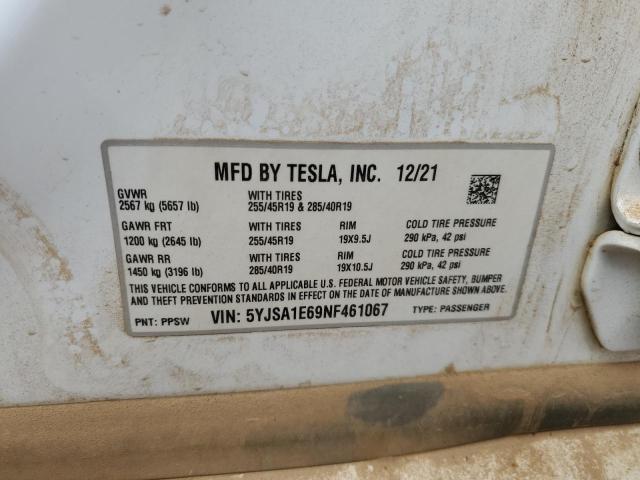 MFD BY TESLA, INC. 12/21
GVWR WITH TIRES
2567 kg (5657 lb) 255/45R19 & 285/40R19
GAWR FRT WITH TIRES RIM COLD TIRE PRESSURE
1200 kg (2645 lb) 255/45R19 19X9.5J 290 kPa, 42 psi
GAWR RR WITH TIRES RIM COLD TIRE PRESSURE
1450 kg (3196 lb) 285/40R19 19X10.5J 290 kPa, 42 psi
THIS VEHICLE CONFORMS TO ALL APPLICABLE U.S. FEDERAL MOTOR VEHICLE SAFETY, BUMPER
AND THEFT PREVENTION STANDARDS IN EFFECT ON THE DATE OF MANUFACTURE SHOWN ABOVE.
PNT: PPSW VIN: 5YJSA1E69NF461067 TYPE: PASSENGER